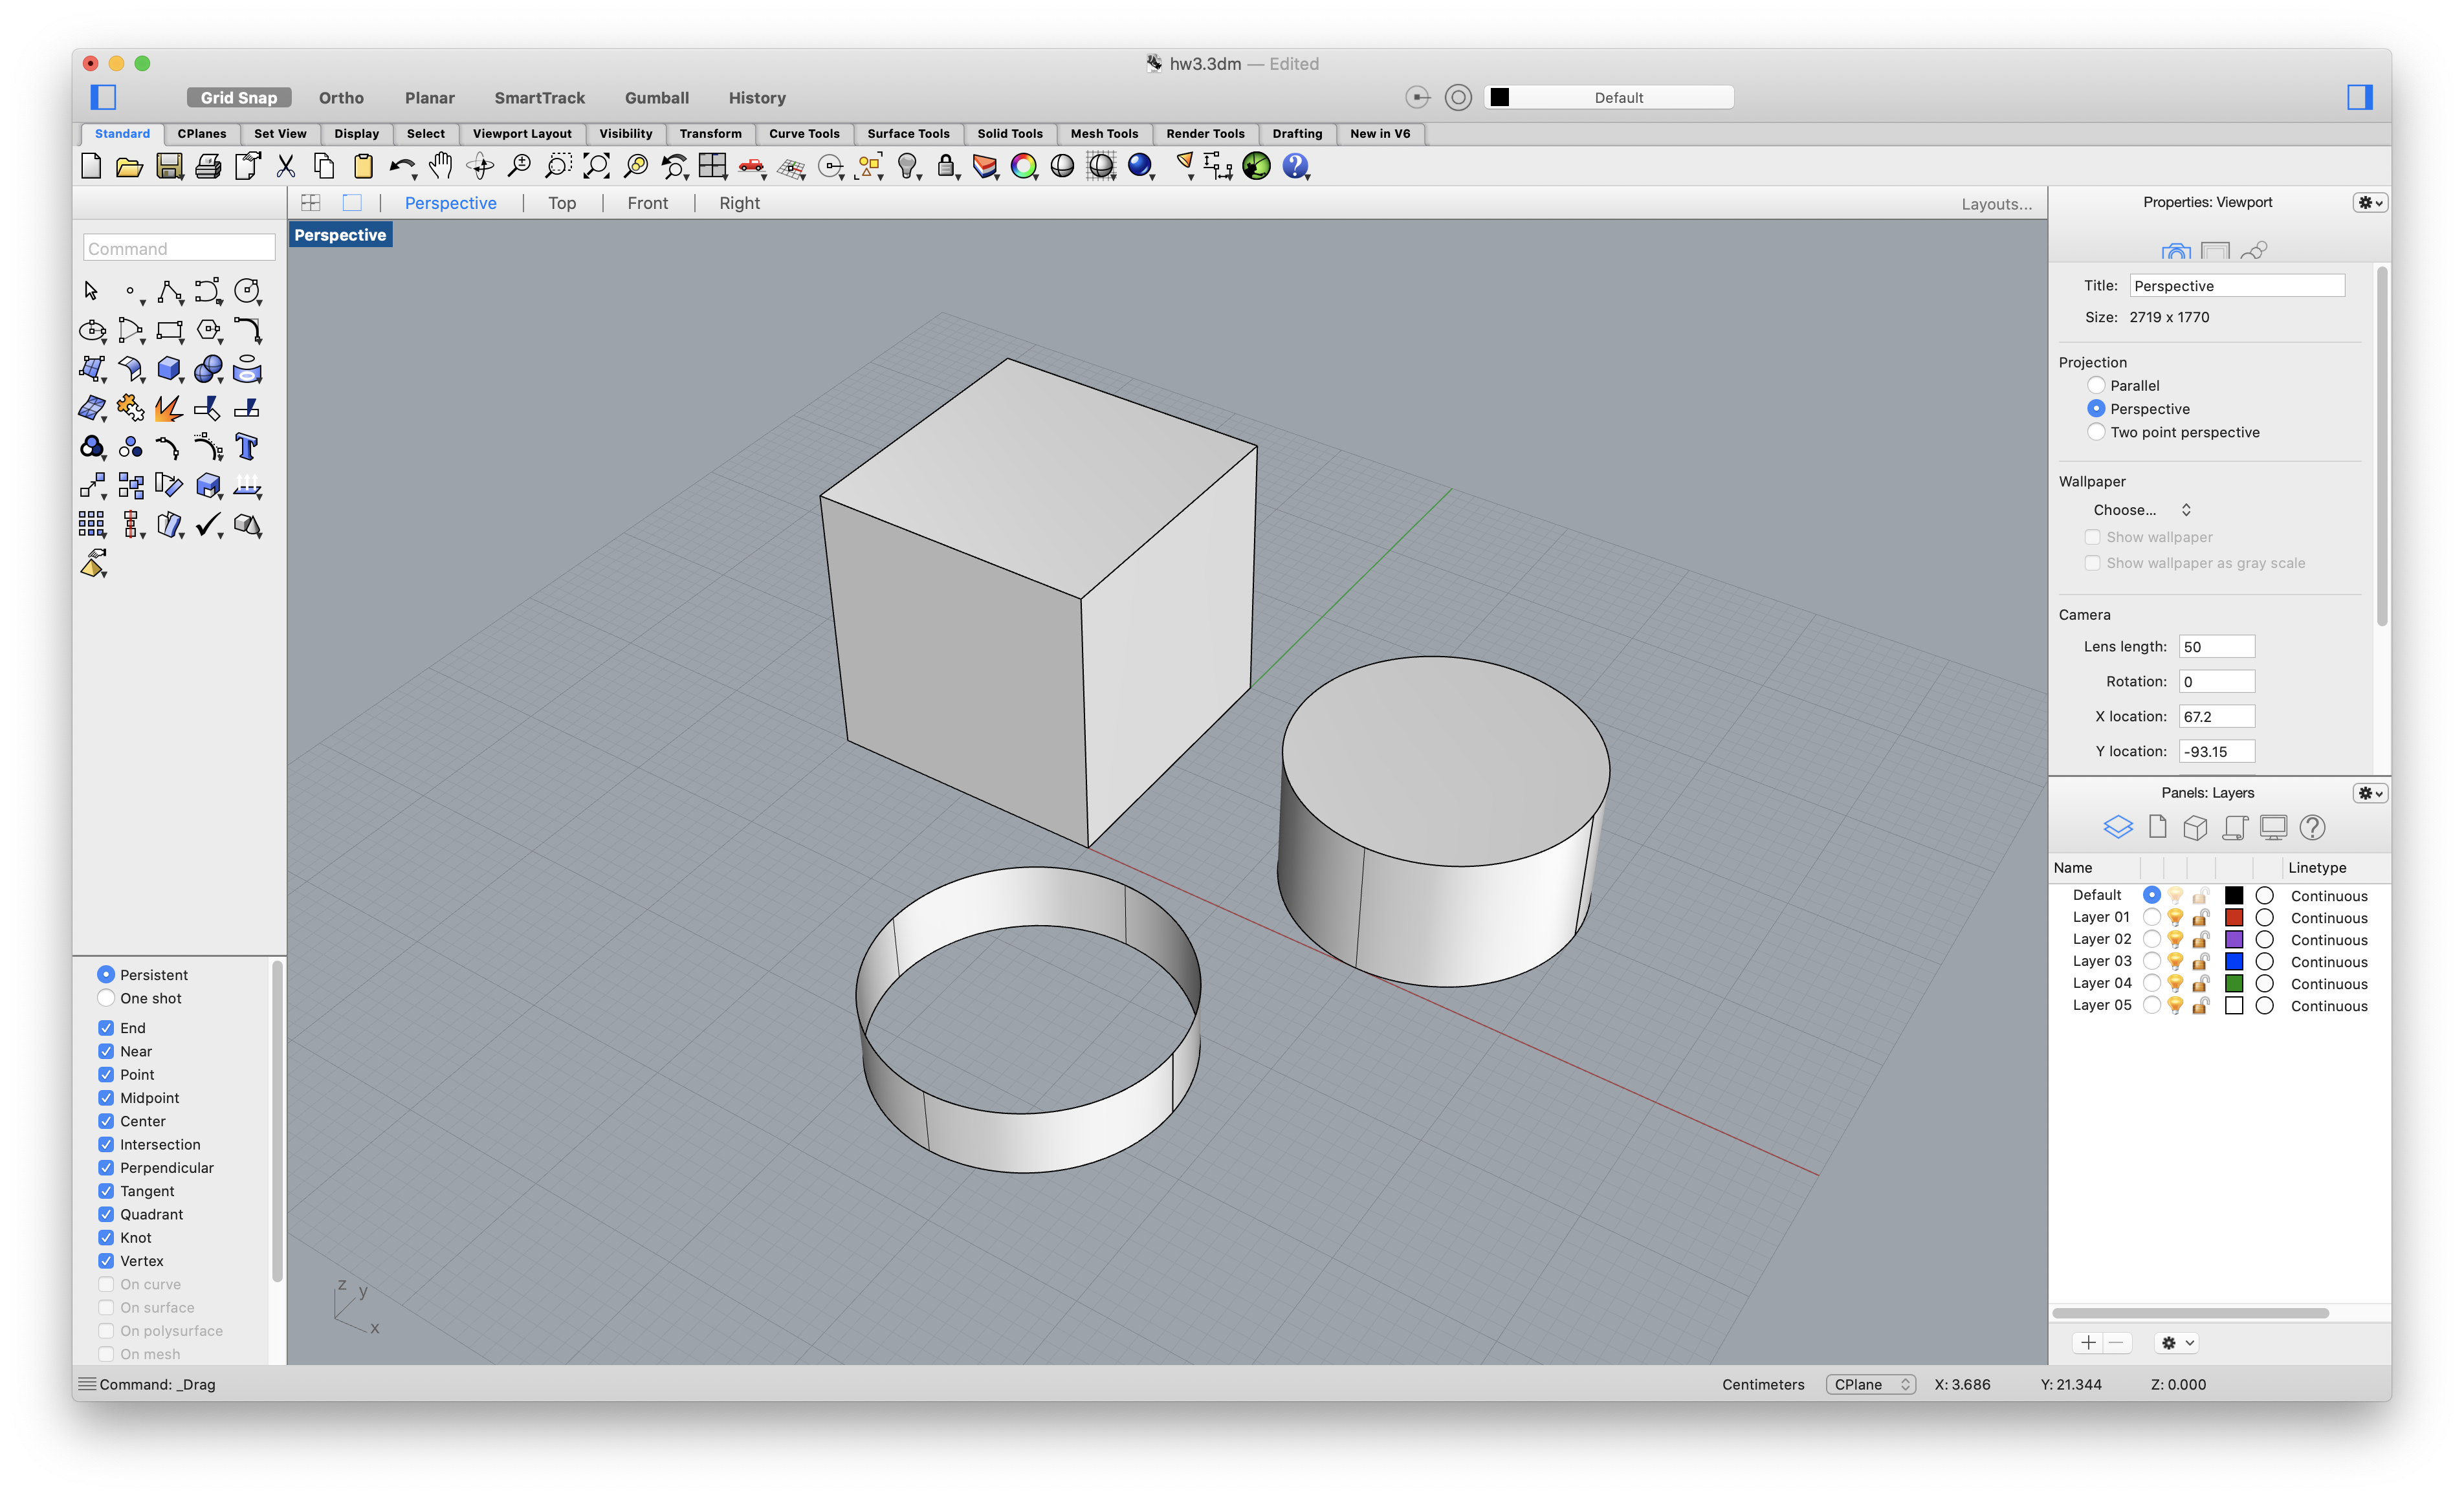 hw3.3dm — Edited
Grid Snap Ortho Planar SmartTrack Gumball History Default
Standard CPlanes Set View Display Select Viewport Layout Visibility Transform Curve Tools Surface Tools Solid Tools Mesh Tools Render Tools Drafting New in V6
Perspective | Top | Front | Right Layouts...
Perspective
Command
Persistent
One shot
End
Near
Point
Midpoint
Center
Intersection
Perpendicular
Tangent
Quadrant
Knot
Vertex
On curve
On surface
On polysurface
On mesh
z
y
x
Properties: Viewport
Title: Perspective
Size: 2719 x 1770
Projection
Parallel
Perspective
Two point perspective
Wallpaper
Choose...
Show wallpaper
Show wallpaper as gray scale
Camera
Lens length: 50
Rotation: 0
X location: 67.2
Y location: -93.15
Panels: Layers
Name Linetype
Default Continuous
Layer 01 Continuous
Layer 02 Continuous
Layer 03 Continuous
Layer 04 Continuous
Layer 05 Continuous
Command: _Drag Centimeters CPlane X: 3.686 Y: 21.344 Z: 0.000